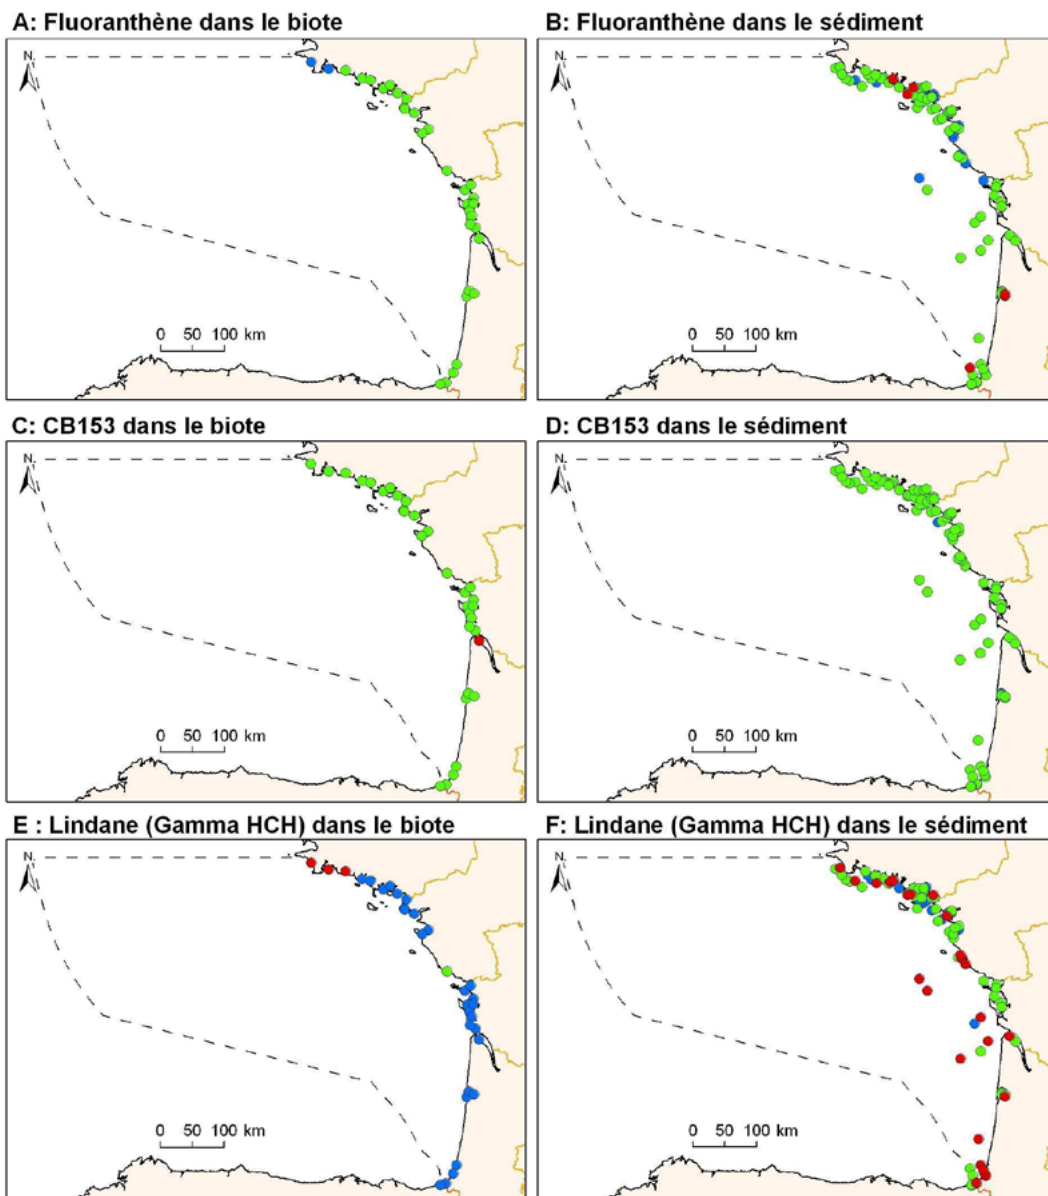 A: Fluoranthène dans le biote
B: Fluoranthène dans le sédiment
N
0 50 100 km
N
0 50 100 km
C: CB153 dans le biote
D: CB153 dans le sédiment
N
0 50 100 km
N
0 50 100 km
E : Lindane (Gamma HCH) dans le biote
F: Lindane (Gamma HCH) dans le sédiment
N
0 50 100 km
N
0 50 100 km